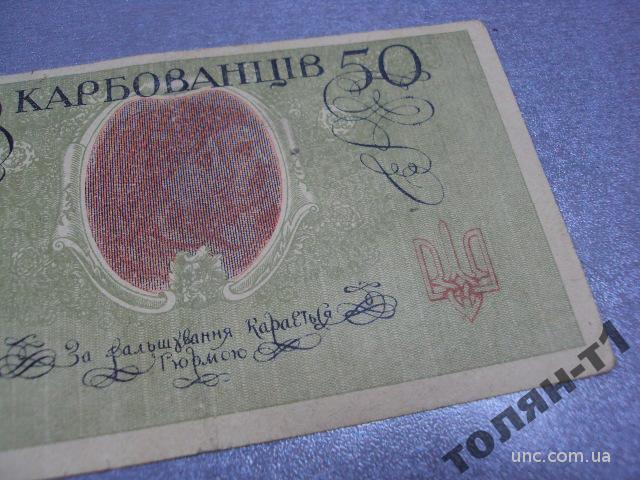 КАРБОВАНЦІВ 50
За фальшування карається
тюрмою
ТОЛЯН-Т1
unc.com.ua